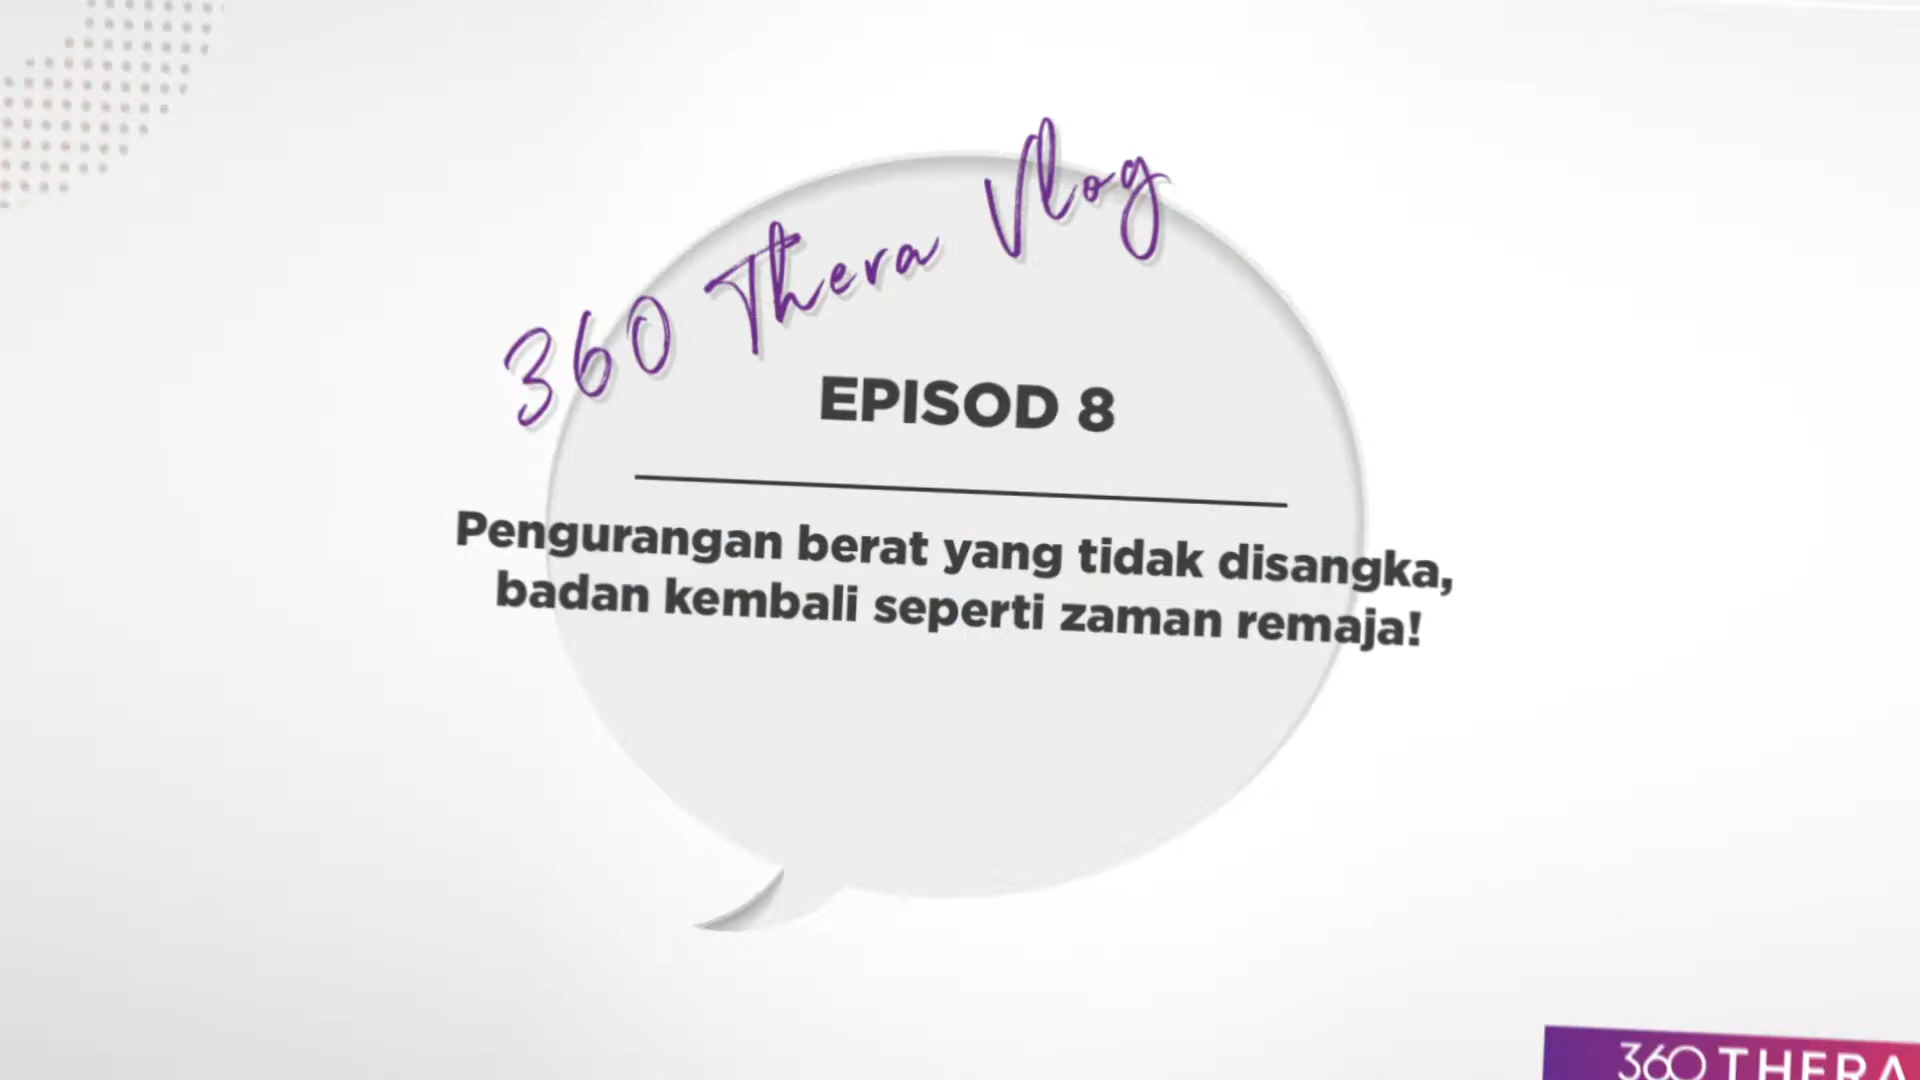 360 Thera Vlog
EPISOD 8
Pengurangan berat yang tidak disangka,
badan kembali seperti zaman remaja!
360 THERA